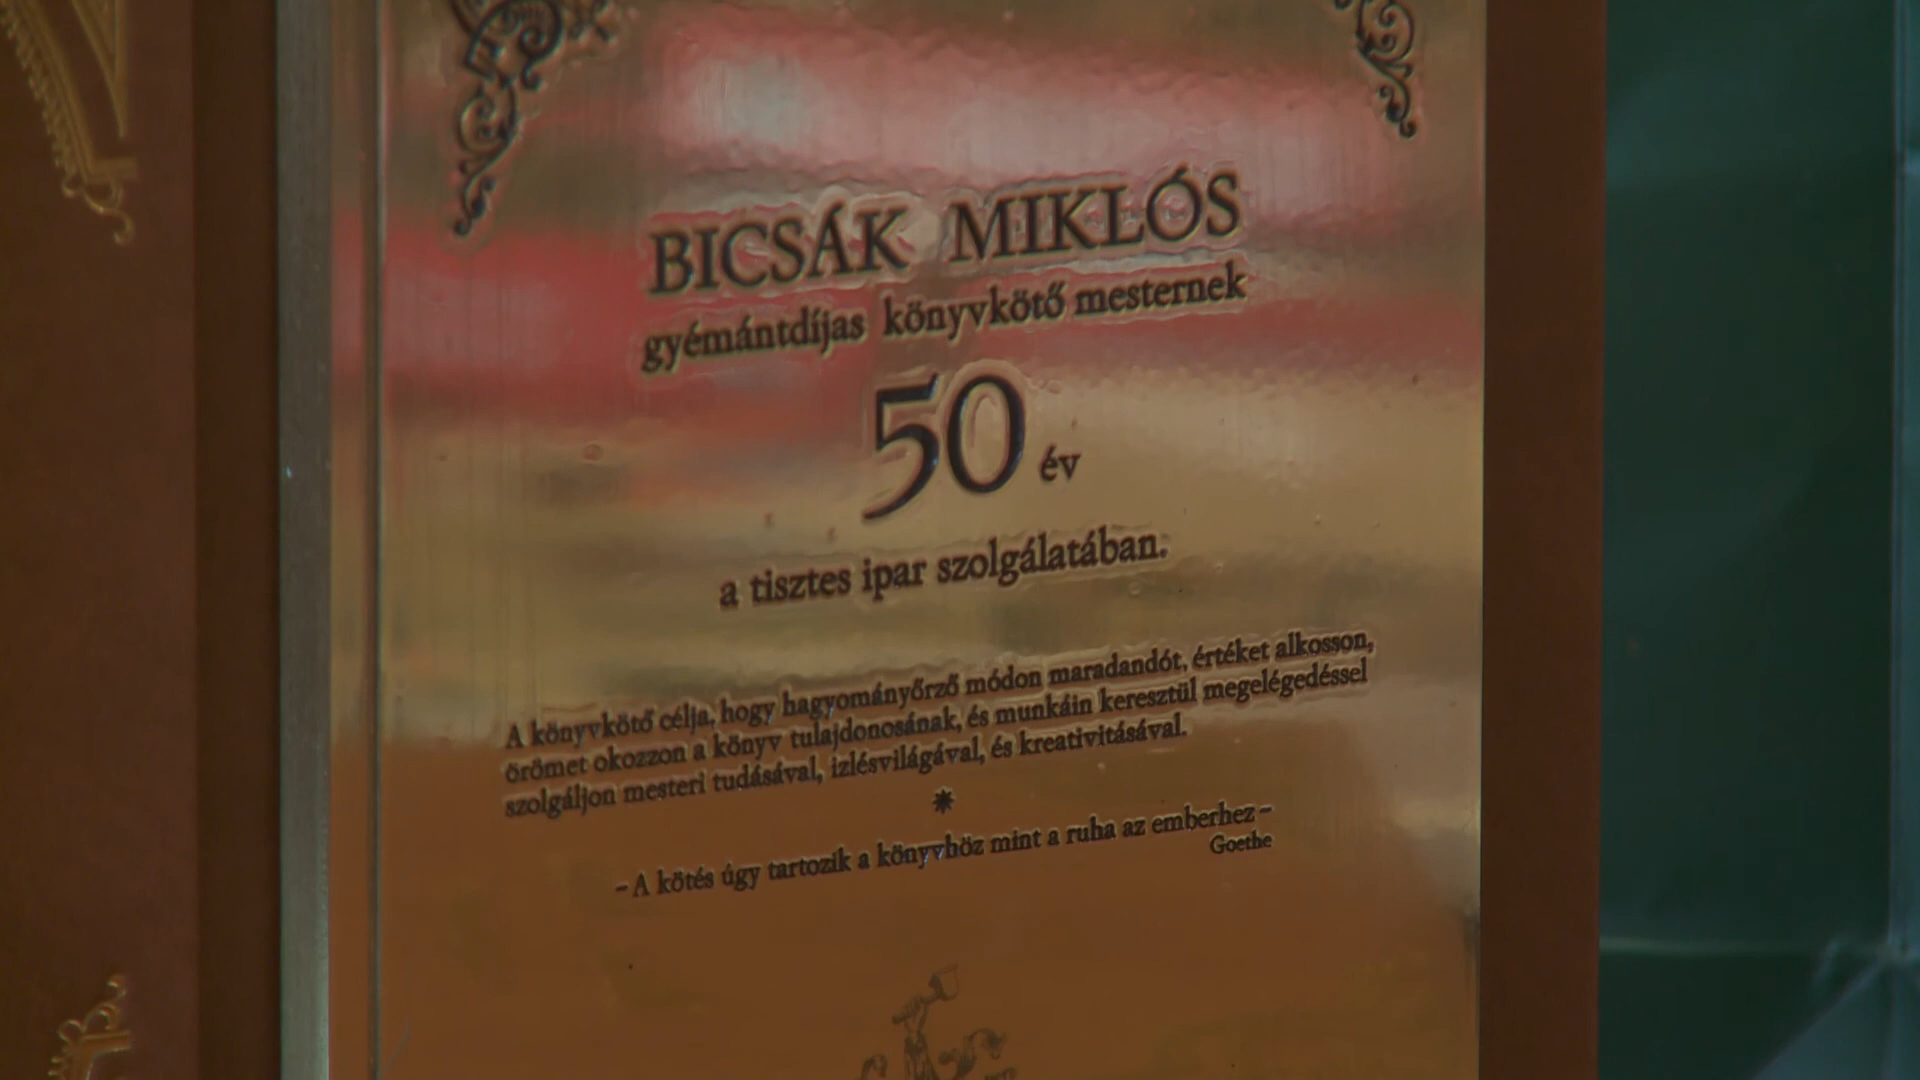 BICSÁK MIKLÓS
gyémántdíjas könyvkötő mesternek
50 év
a tisztes ipar szolgálatában.
A könyvkötő célja, hogy hagyományőrző módon maradandót, értéket alkosson,
örömet okozzon a könyv tulajdonosának, és munkáin keresztül megelégedéssel
szolgáljon mesteri tudásával, izlésvilágával, és kreativitásával.
*
– A kötés úgy tartozik a könyvhöz mint a ruha az emberhez –
Goethe